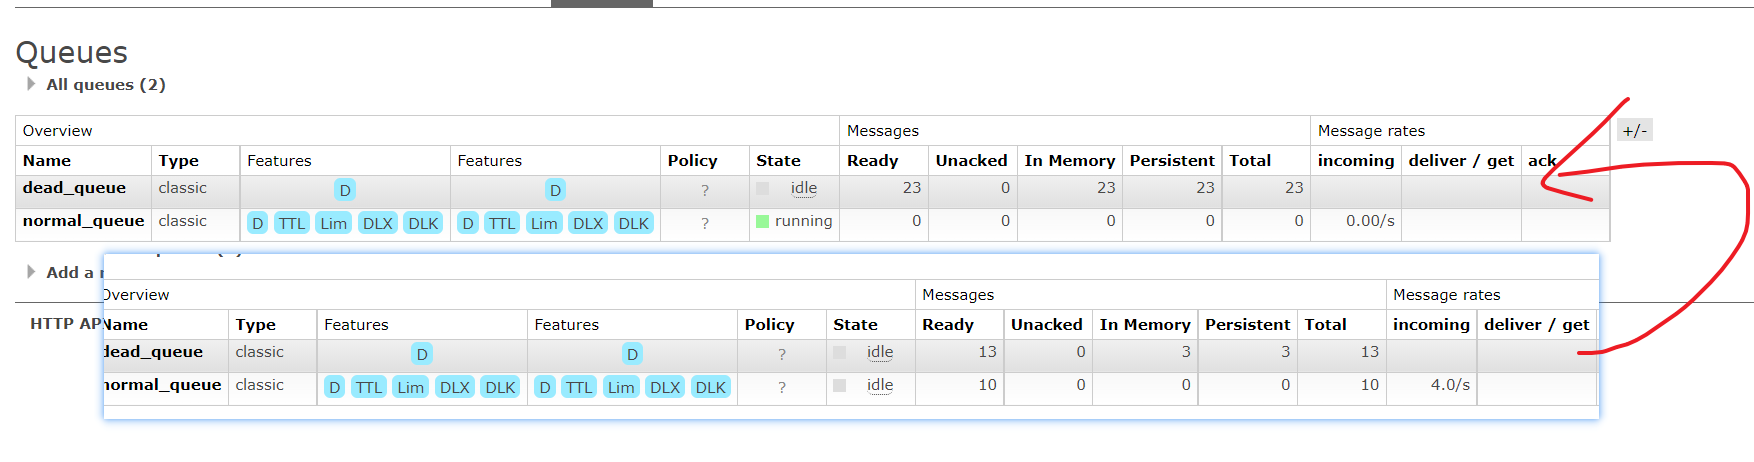 Queues
All queues (2)
Overview Messages Message rates +/-
Name Type Features Features Policy State Ready Unacked In Memory Persistent Total incoming deliver / get ack
dead_queue classic D D ? idle 23 0 23 23 23
normal_queue classic D TTL Lim DLX DLK D TTL Lim DLX DLK ? running 0 0 0 0 0 0.00/s
Add a
HTTP AP
Overview Messages Message rates
Name Type Features Features Policy State Ready Unacked In Memory Persistent Total incoming deliver / get
dead_queue classic D D ? idle 13 0 3 3 13
normal_queue classic D TTL Lim DLX DLK D TTL Lim DLX DLK ? idle 10 0 0 0 10 4.0/s